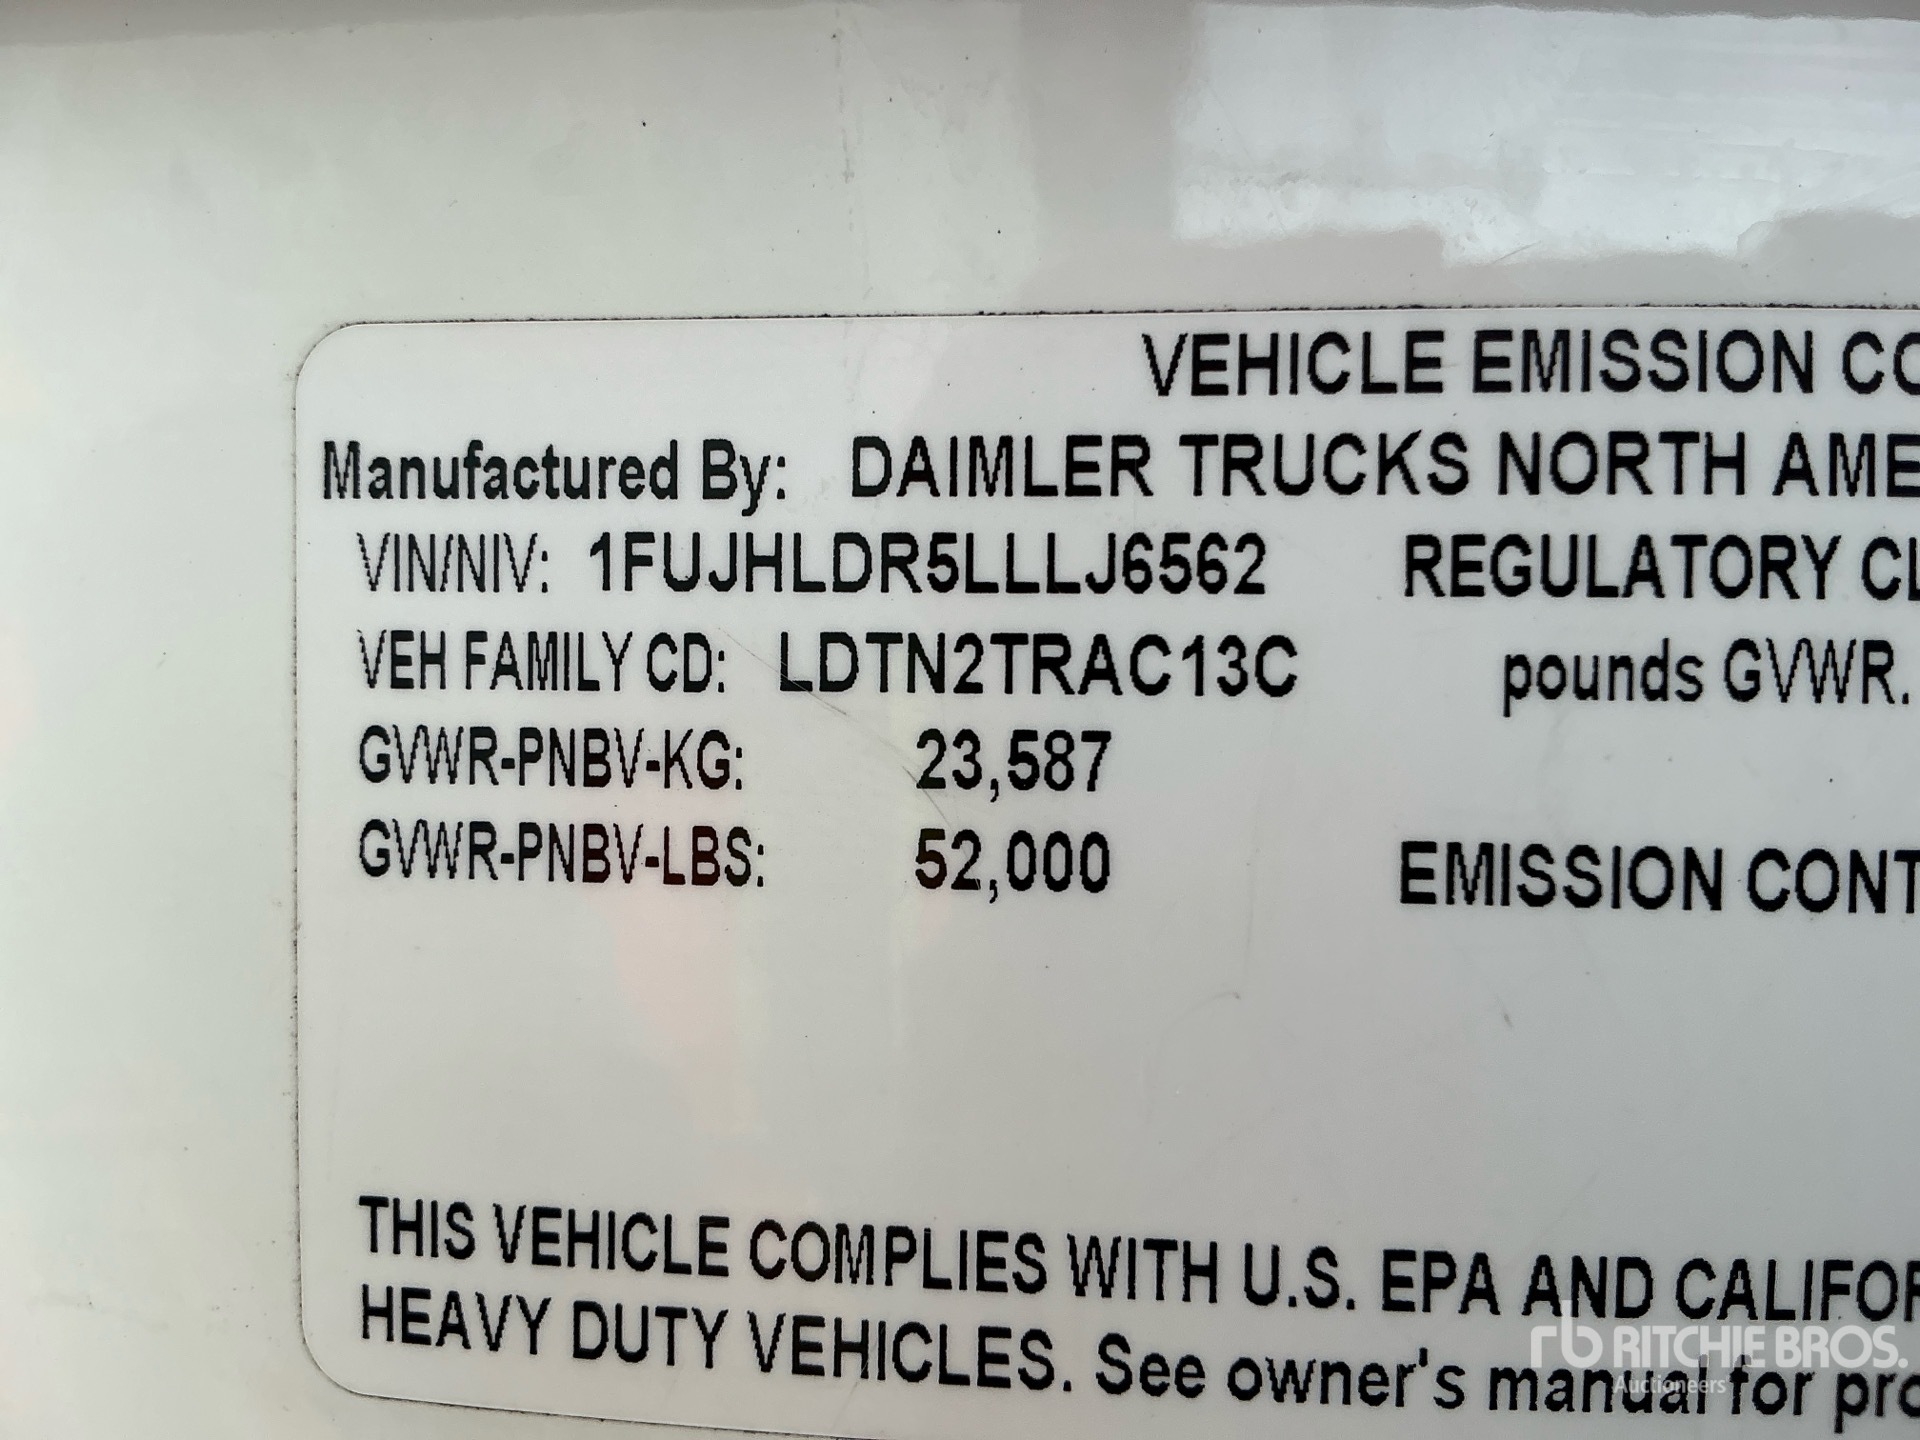 VEHICLE EMISSION CO
Manufactured By: DAIMLER TRUCKS NORTH AME
VIN/NIV: 1FUJHLDR5LLLJ6562 REGULATORY CL
VEH FAMILY CD: LDTN2TRAC13C pounds GVWR.
GVWR-PNBV-KG: 23,587
GVWR-PNBV-LBS: 52,000 EMISSION CONT
THIS VEHICLE COMPLIES WITH U.S. EPA AND CALIFOR
HEAVY DUTY VEHICLES. See owner's manual for pro
rb RITCHIE BROS.
Auctioneers